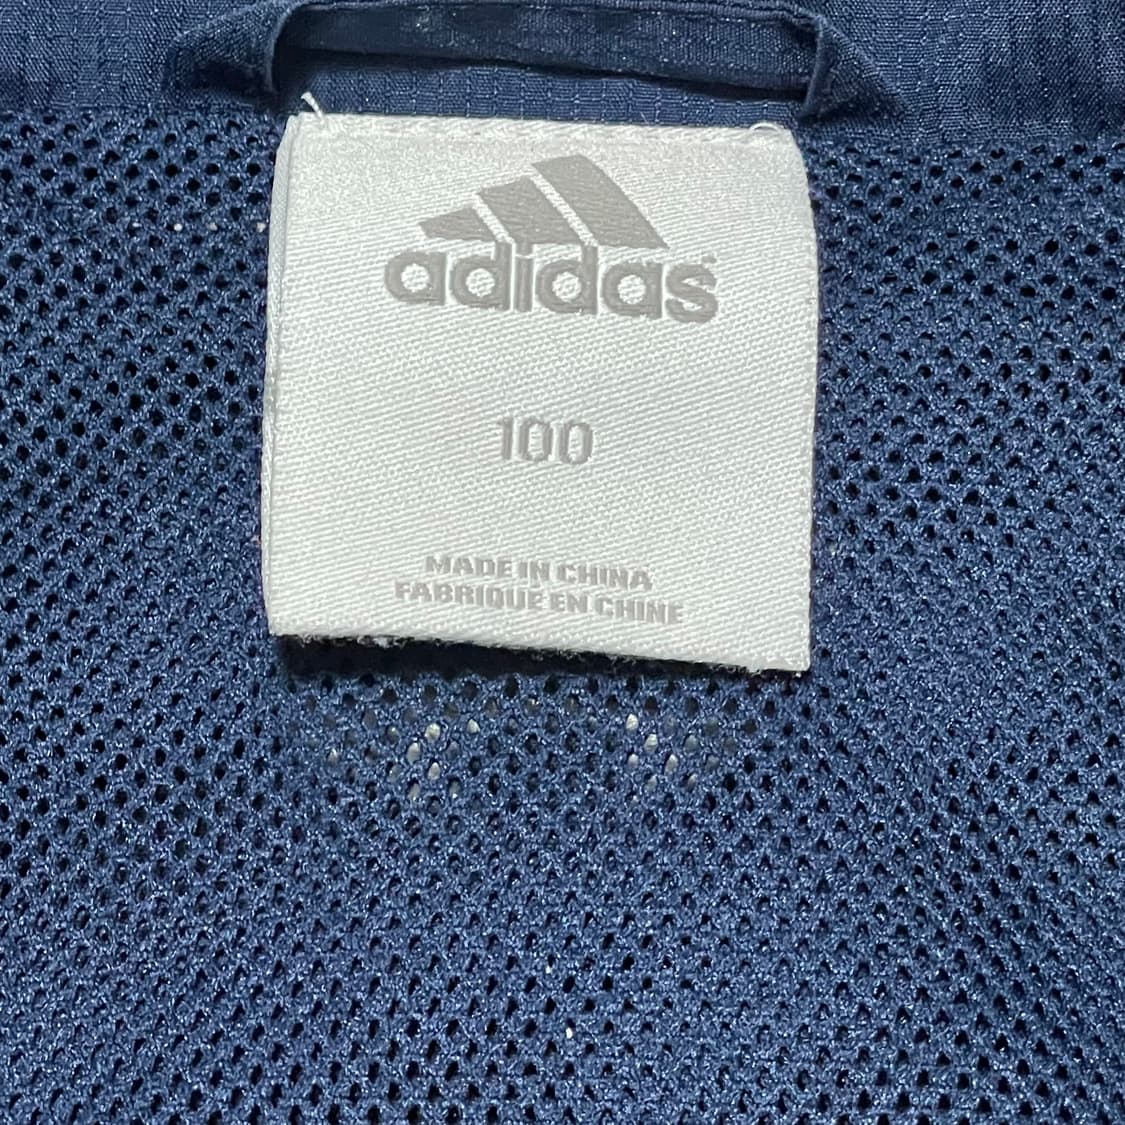 adidas
100
MADE IN CHINA
FABRIQUE EN CHINE